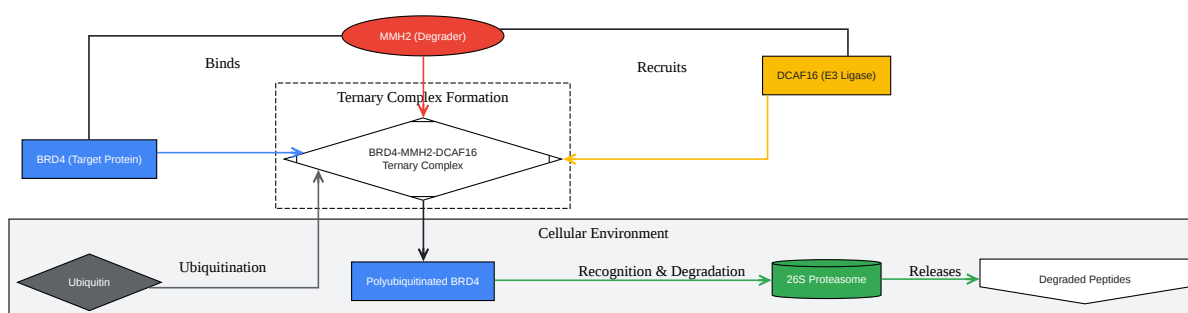 MMH2 (Degrader)
Binds
Recruits
DCAF16 (E3 Ligase)
Ternary Complex Formation
BRD4 (Target Protein)
BRD4-MMH2-DCAF16
Ternary Complex
Cellular Environment
Ubiquitin
Ubiquitination
Polyubiquitinated BRD4
Recognition & Degradation
26S Proteasome
Releases
Degraded Peptides